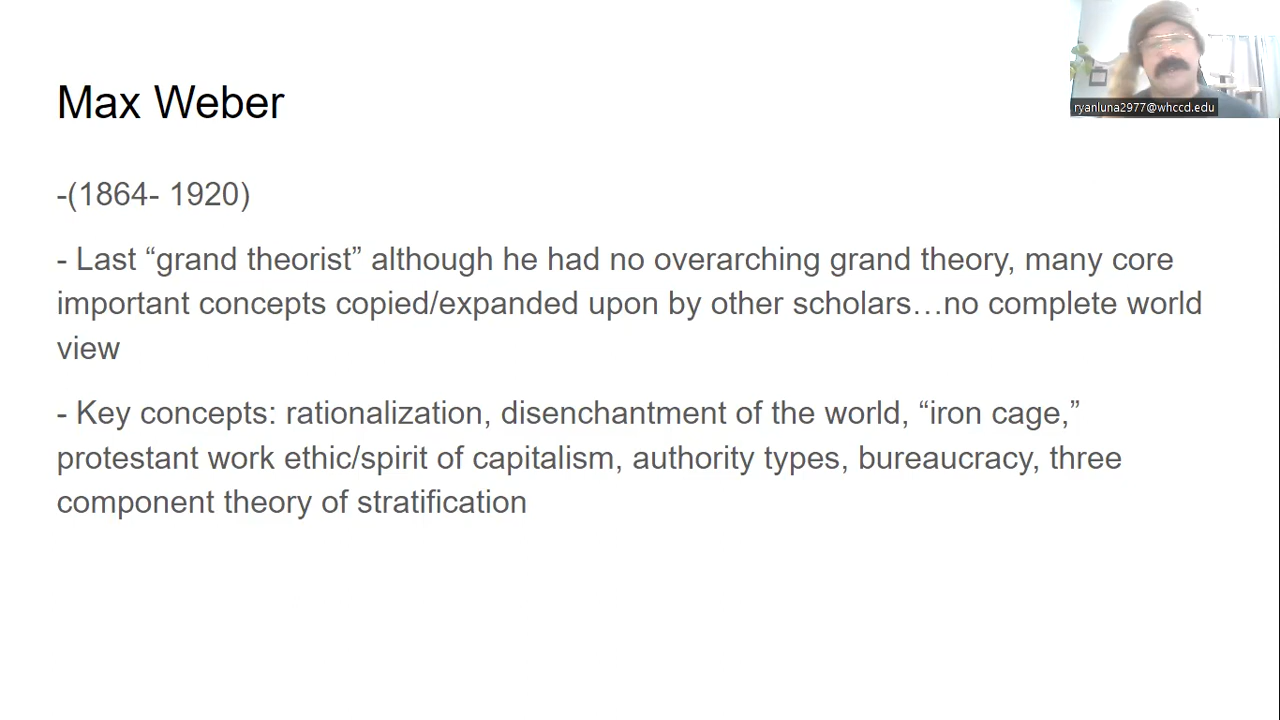 Max Weber
ryanluna2977@whccd.edu
-(1864- 1920)
- Last “grand theorist” although he had no overarching grand theory, many core
important concepts copied/expanded upon by other scholars…no complete world
view
- Key concepts: rationalization, disenchantment of the world, “iron cage,”
protestant work ethic/spirit of capitalism, authority types, bureaucracy, three
component theory of stratification